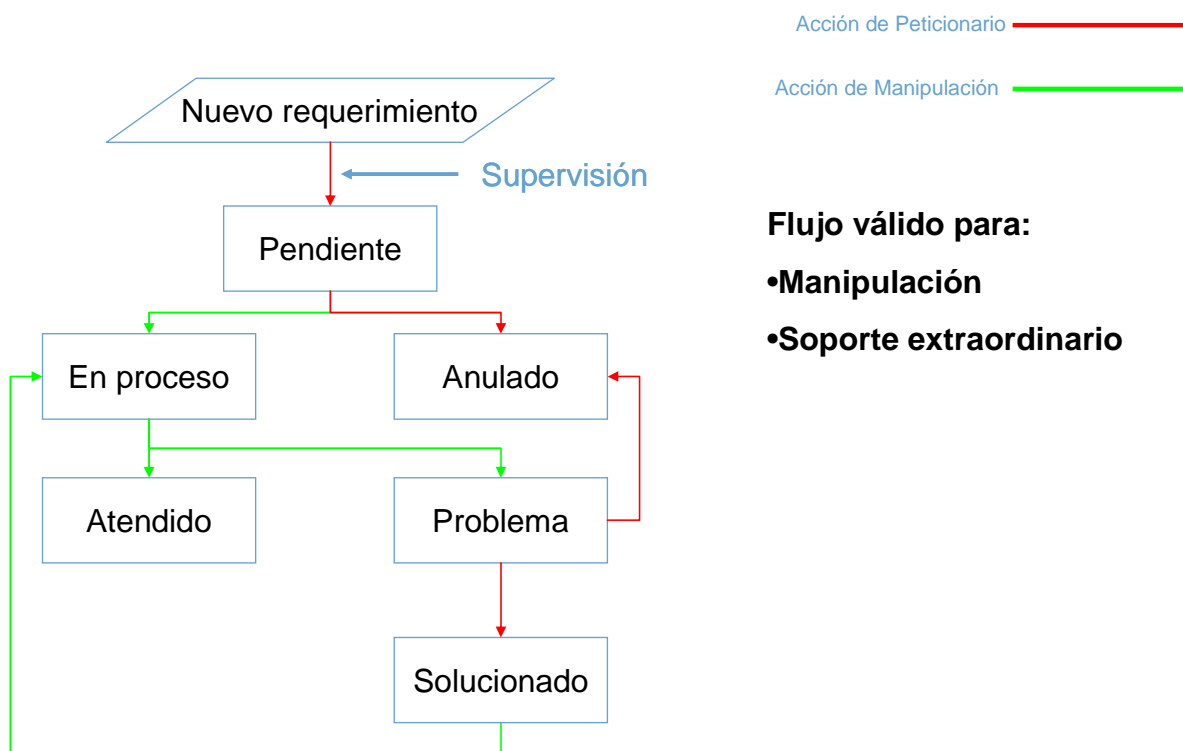 Acción de Peticionario
Acción de Manipulación
Nuevo requerimiento
Supervisión
Pendiente
Flujo válido para:
•Manipulación
•Soporte extraordinario
En proceso
Anulado
Atendido
Problema
Solucionado